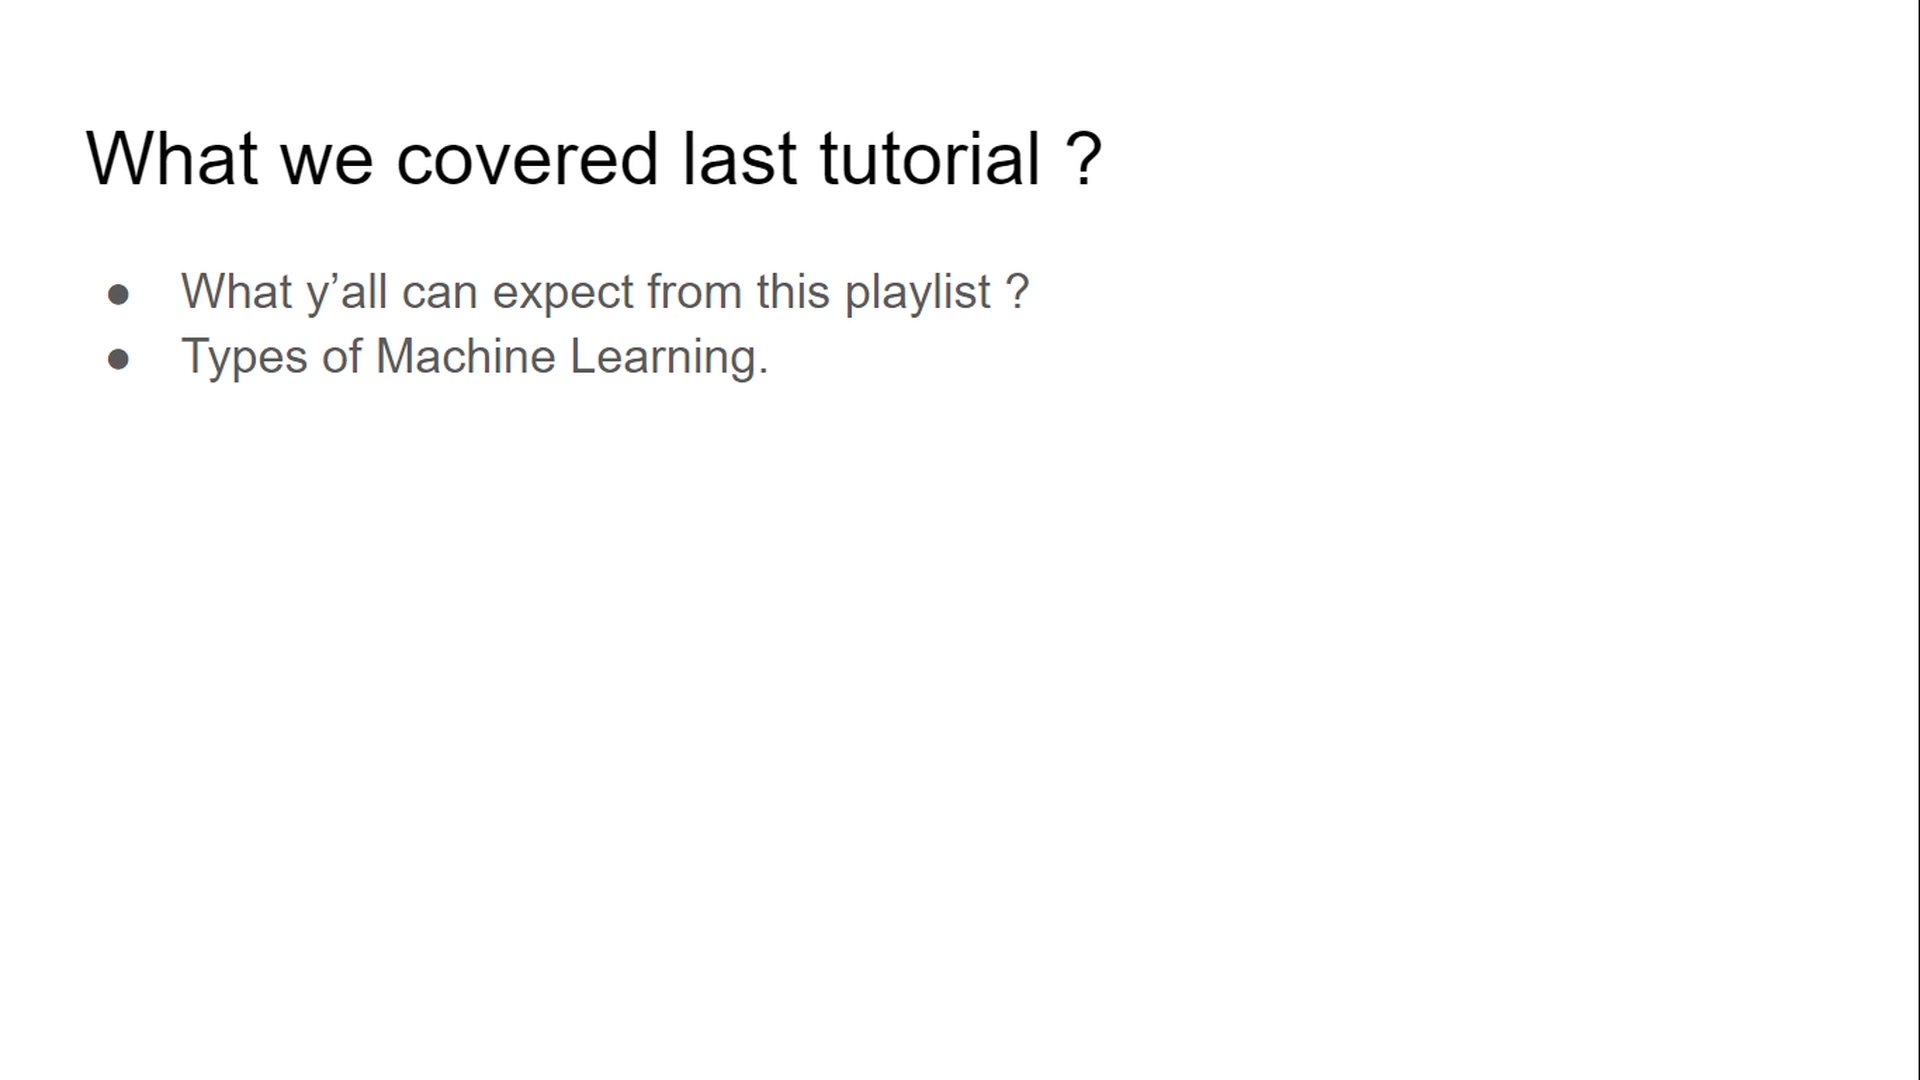 What we covered last tutorial ?
● What y’all can expect from this playlist ?
● Types of Machine Learning.